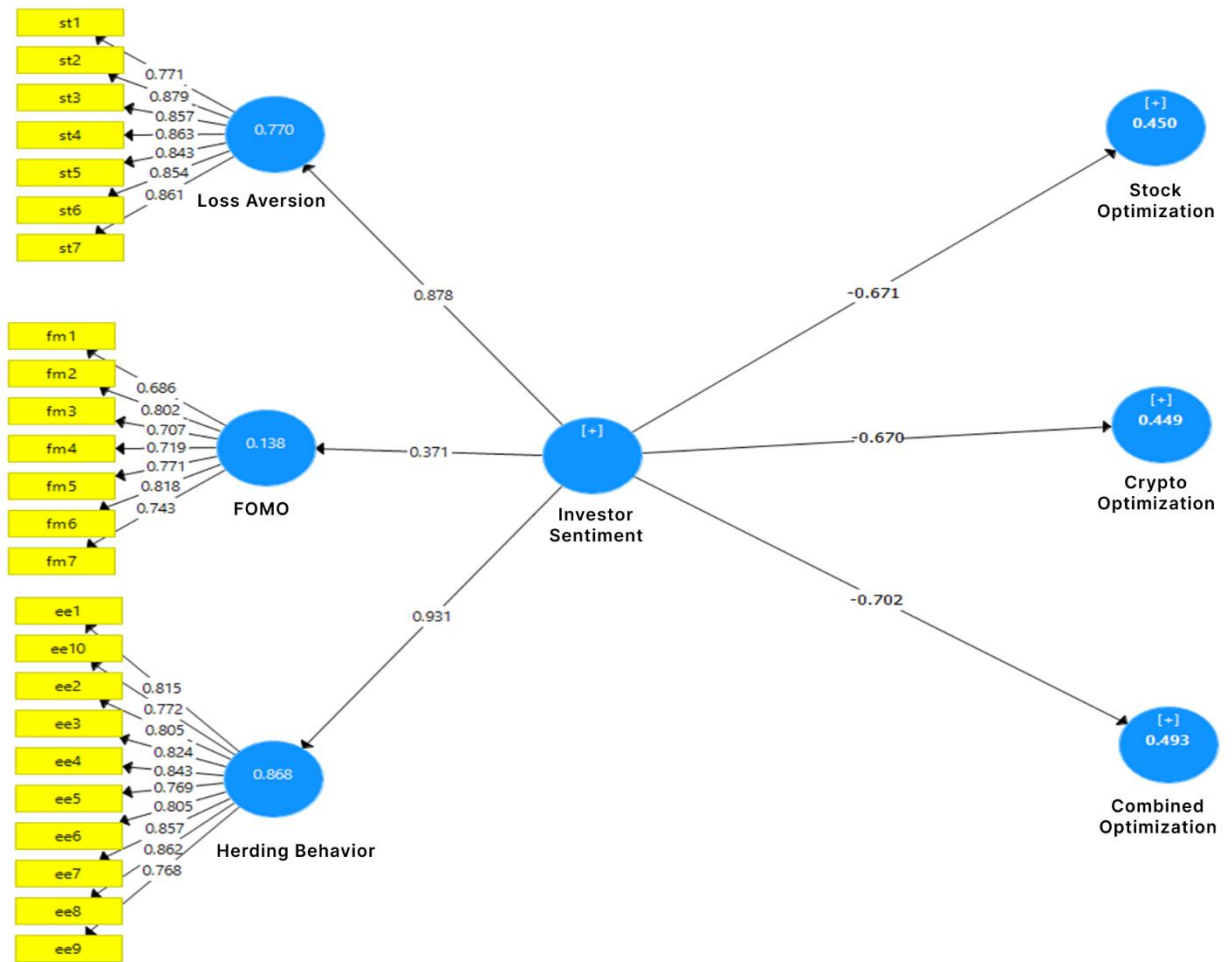 st1
st2
st3
st4
st5
st6
st7
0.771
0.879
0.857
0.863
0.843
0.854
0.861
0.770
Loss Aversion
0.878
fm1
fm2
fm3
fm4
fm5
fm6
fm7
0.686
0.802
0.707
0.719
0.771
0.818
0.743
0.138
FOMO
0.371
ee1
ee10
ee2
ee3
ee4
ee5
ee6
ee7
ee8
ee9
0.815
0.772
0.805
0.824
0.843
0.769
0.805
0.857
0.862
0.768
0.868
Herding Behavior
0.931
[+]
Investor
Sentiment
-0.671
[+]
0.450
Stock
Optimization
-0.670
[+]
0.449
Crypto
Optimization
-0.702
[+]
0.493
Combined
Optimization